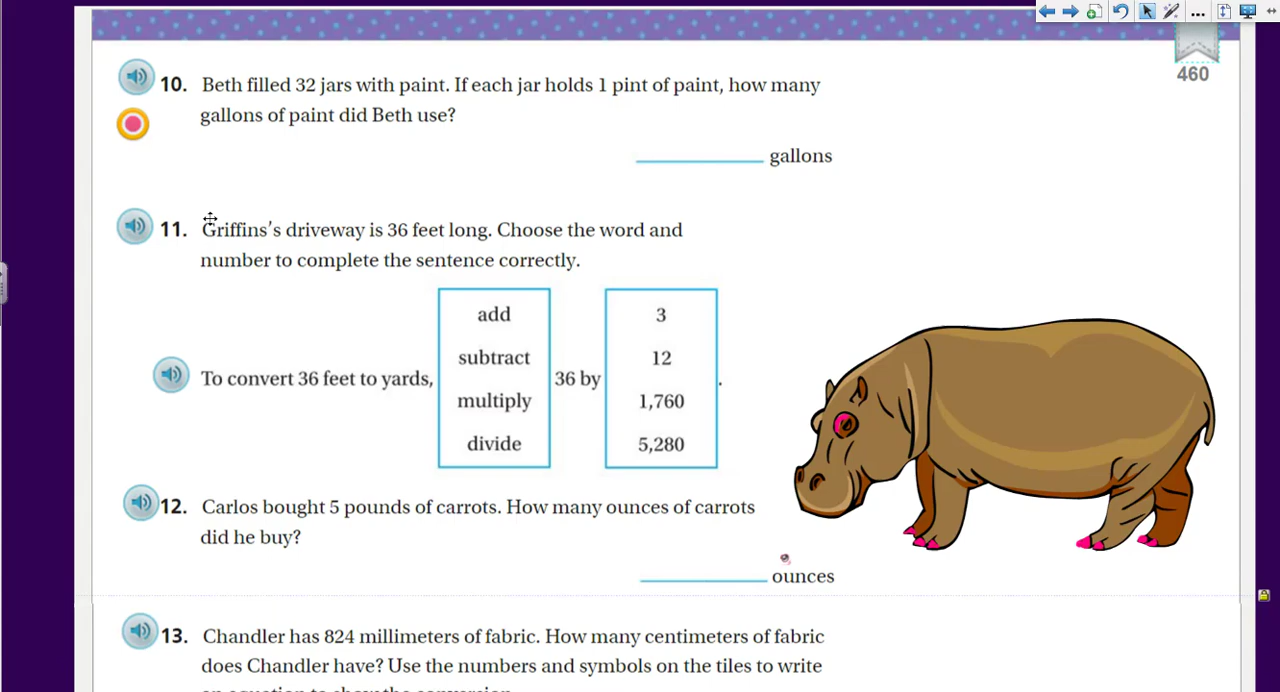 460
10. Beth filled 32 jars with paint. If each jar holds 1 pint of paint, how many
gallons of paint did Beth use?
gallons
11. Griffins's driveway is 36 feet long. Choose the word and
number to complete the sentence correctly.
add 3
subtract 12
To convert 36 feet to yards, 36 by .
multiply 1,760
divide 5,280
12. Carlos bought 5 pounds of carrots. How many ounces of carrots
did he buy?
ounces
13. Chandler has 824 millimeters of fabric. How many centimeters of fabric
does Chandler have? Use the numbers and symbols on the tiles to write